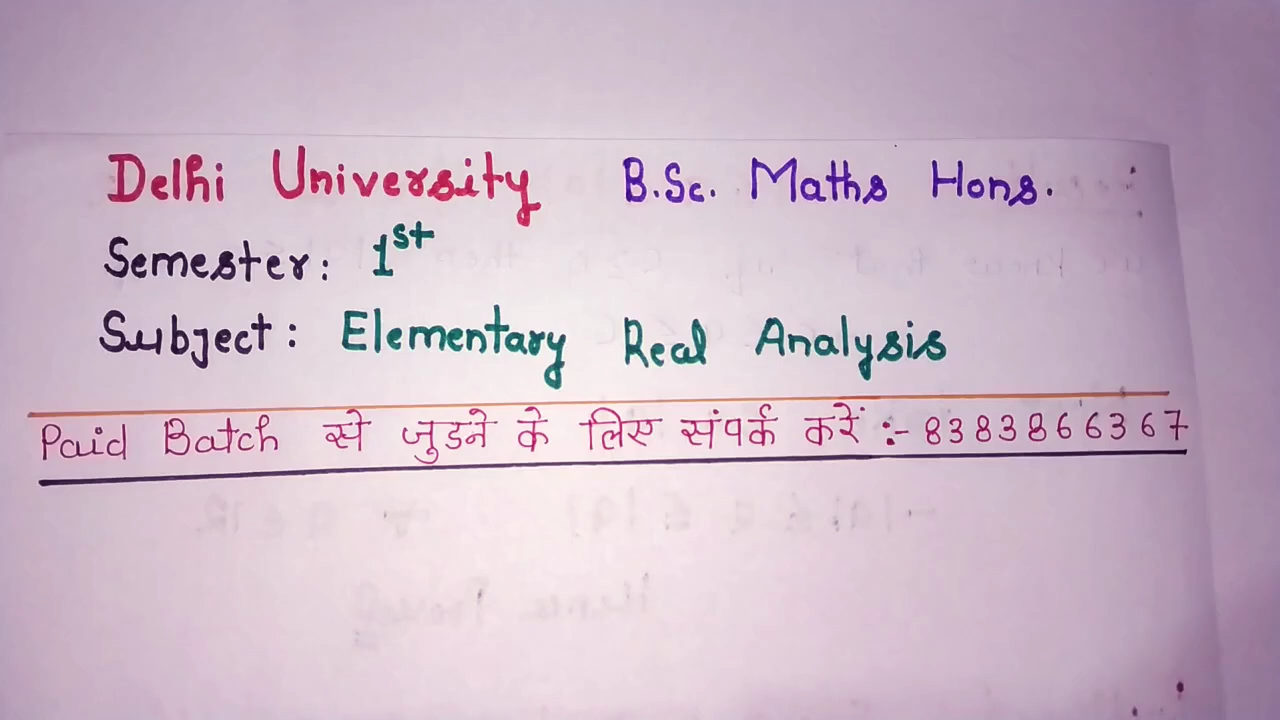 Delhi University B.Sc. Maths Hons.
Semester: 1st
Subject: Elementary Real Analysis
Paid Batch से जुडने के लिए संपर्क करें :- 8383866367